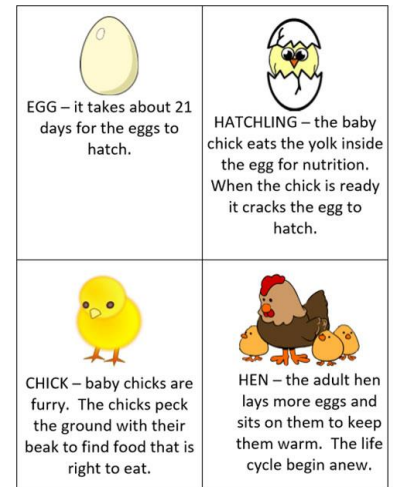 EGG – it takes about 21
days for the eggs to
hatch.
HATCHLING – the baby
chick eats the yolk inside
the egg for nutrition.
When the chick is ready
it cracks the egg to
hatch.
CHICK – baby chicks are
furry. The chicks peck
the ground with their
beak to find food that is
right to eat.
HEN – the adult hen
lays more eggs and
sits on them to keep
them warm. The life
cycle begin anew.